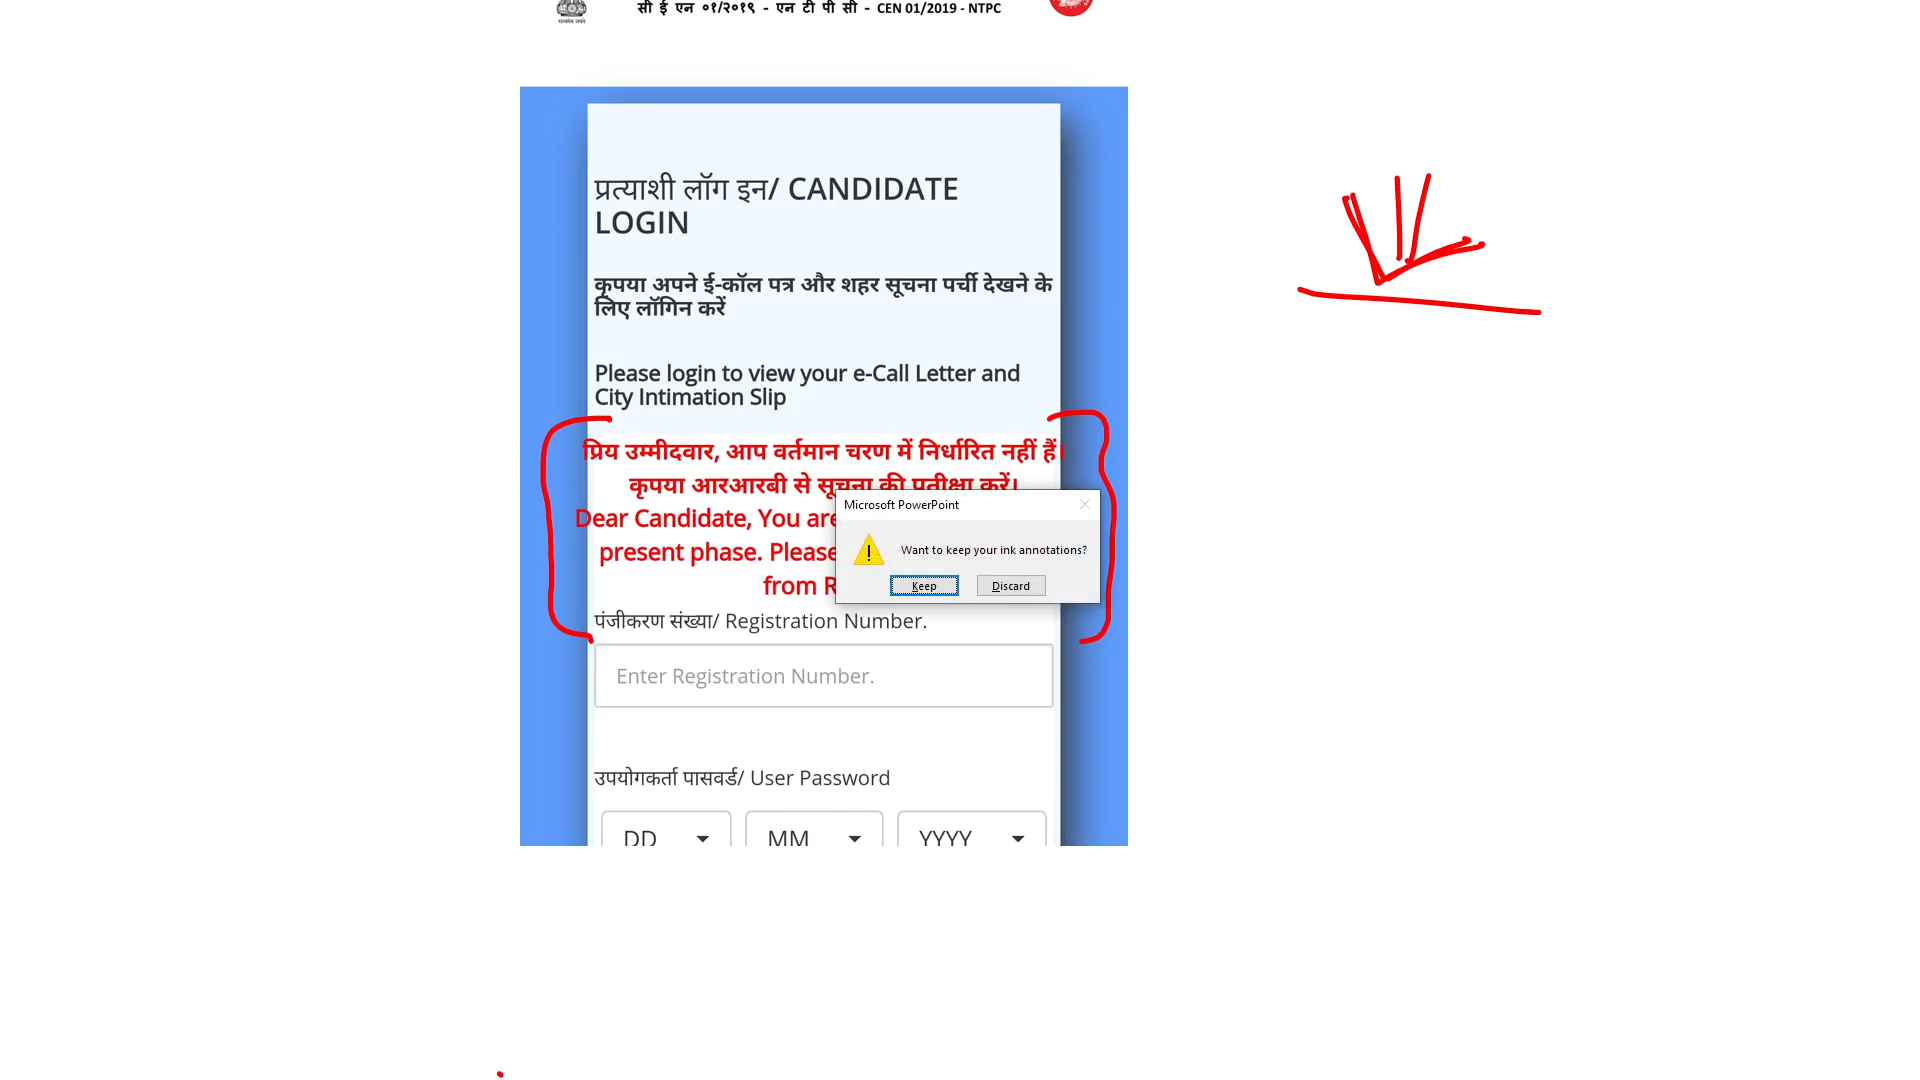 सत्यमेव जयते
सी ई एन ०१/२०१९ - एन टी पी सी - CEN 01/2019 - NTPC
प्रत्याशी लॉग इन/ CANDIDATE
LOGIN
कृपया अपने ई-कॉल पत्र और शहर सूचना पर्ची देखने के
लिए लॉगिन करें
Please login to view your e-Call Letter and
City Intimation Slip
प्रिय उम्मीदवार, आप वर्तमान चरण में निर्धारित नहीं हैं।
कृपया आरआरबी से सूचना की प्रतीक्षा करें।
Dear Candidate, You are
present phase. Please
from R
Microsoft PowerPoint
Want to keep your ink annotations?
Keep Discard
पंजीकरण संख्या/ Registration Number.
Enter Registration Number.
उपयोगकर्ता पासवर्ड/ User Password
DD MM YYYY